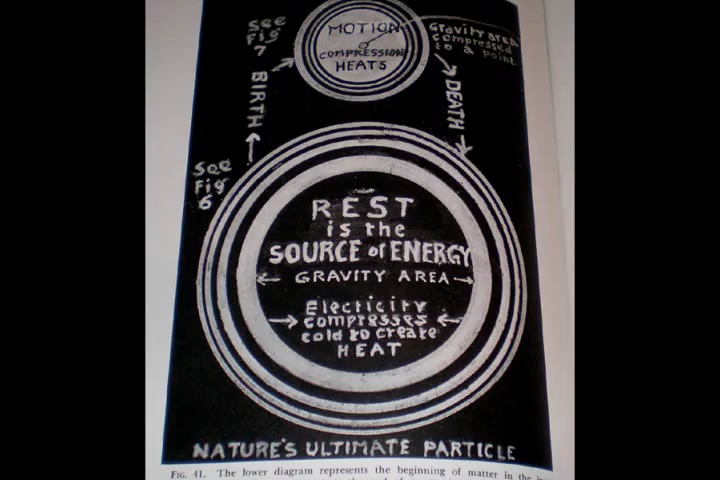 See
Fig
7
MOTION
COMPRESSION
HEATS
Gravity area
compressed
to a point
BIRTH
DEATH
See
Fig
6
REST
is the
SOURCE of ENERGY
GRAVITY AREA
Electricity
compresses
cold to create
HEAT
NATURE'S ULTIMATE PARTICLE
FIG. 41. The lower diagram represents the beginning of matter in the